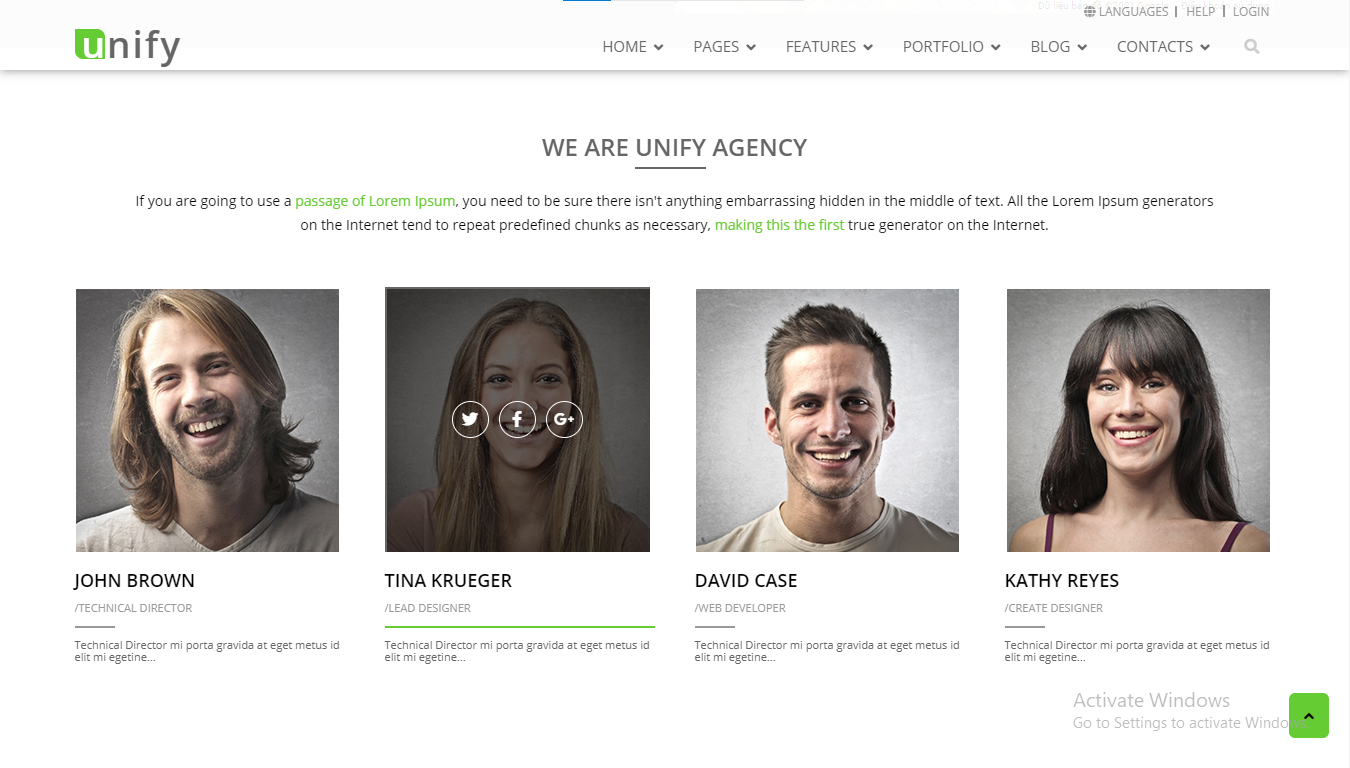 LANGUAGES | HELP | LOGIN
unify
HOME PAGES FEATURES PORTFOLIO BLOG CONTACTS
WE ARE UNIFY AGENCY
If you are going to use a passage of Lorem Ipsum, you need to be sure there isn't anything embarrassing hidden in the middle of text. All the Lorem Ipsum generators
on the Internet tend to repeat predefined chunks as necessary, making this the first true generator on the Internet.
G+
JOHN BROWN
/TECHNICAL DIRECTOR
Technical Director mi porta gravida at eget metus id
elit mi egetine...
TINA KRUEGER
/LEAD DESIGNER
Technical Director mi porta gravida at eget metus id
elit mi egetine...
DAVID CASE
/WEB DEVELOPER
Technical Director mi porta gravida at eget metus id
elit mi egetine...
KATHY REYES
/CREATE DESIGNER
Technical Director mi porta gravida at eget metus id
elit mi egetine...
Activate Windows
Go to Settings to activate Windows.